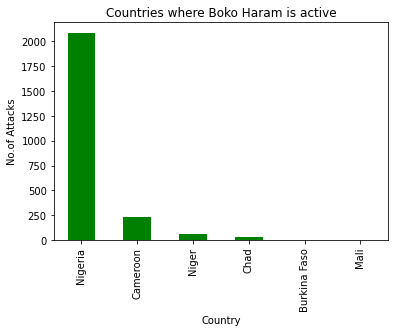 Countries where Boko Haram is active
No.of Attacks
2000
1750
1500
1250
1000
750
500
250
0
Nigeria
Cameroon
Niger
Chad
Burkina Faso
Mali
Country